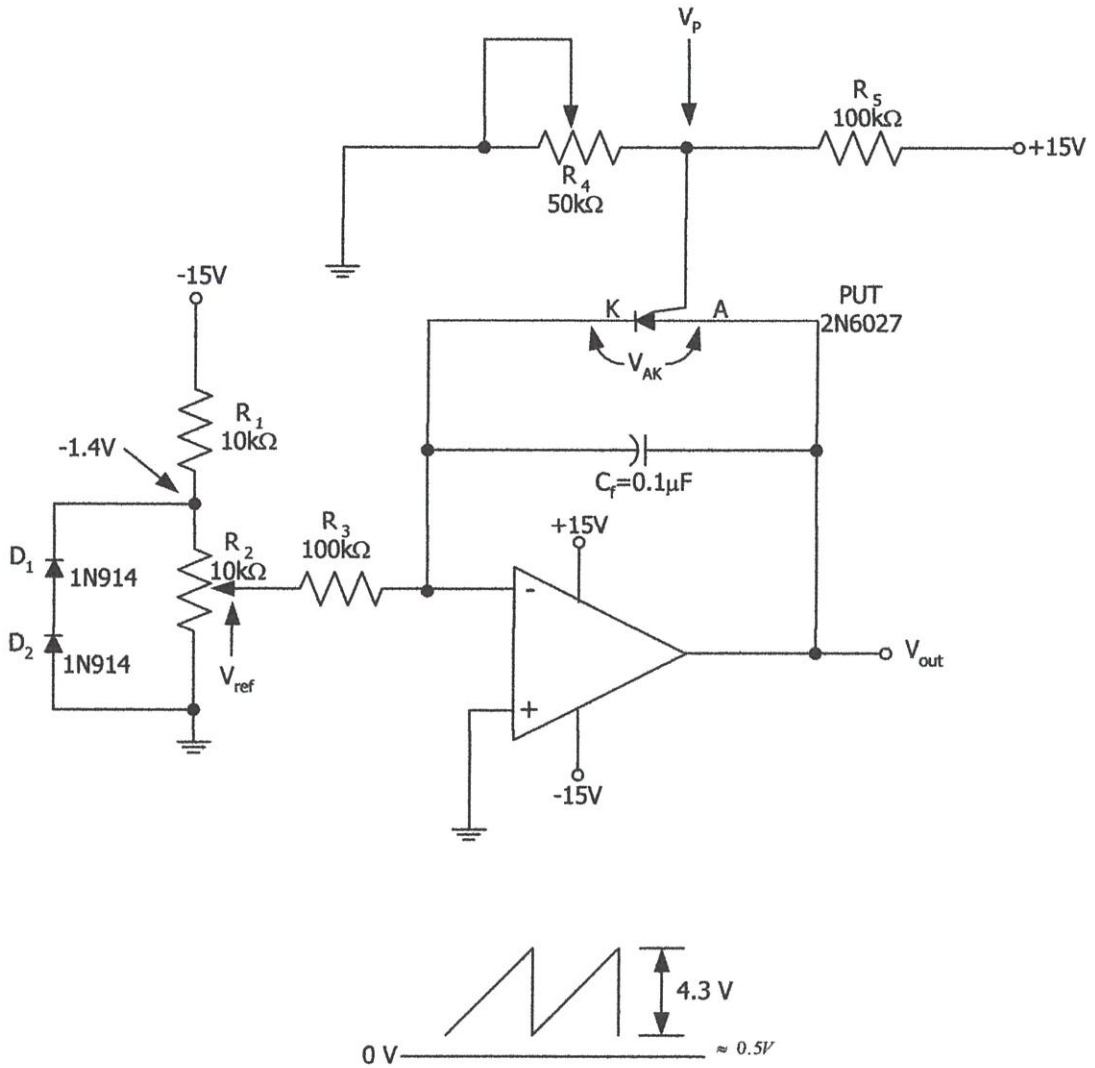 V_P
R_5
100kΩ
+15V
R_4
50kΩ
-15V
K
A
PUT
2N6027
V_AK
R_1
10kΩ
-1.4V
C_f=0.1μF
+15V
R_3
100kΩ
R_2
10kΩ
D_1
1N914
-
D_2
1N914
V_ref
+
V_out
-15V
4.3 V
0 V
≈ 0.5V